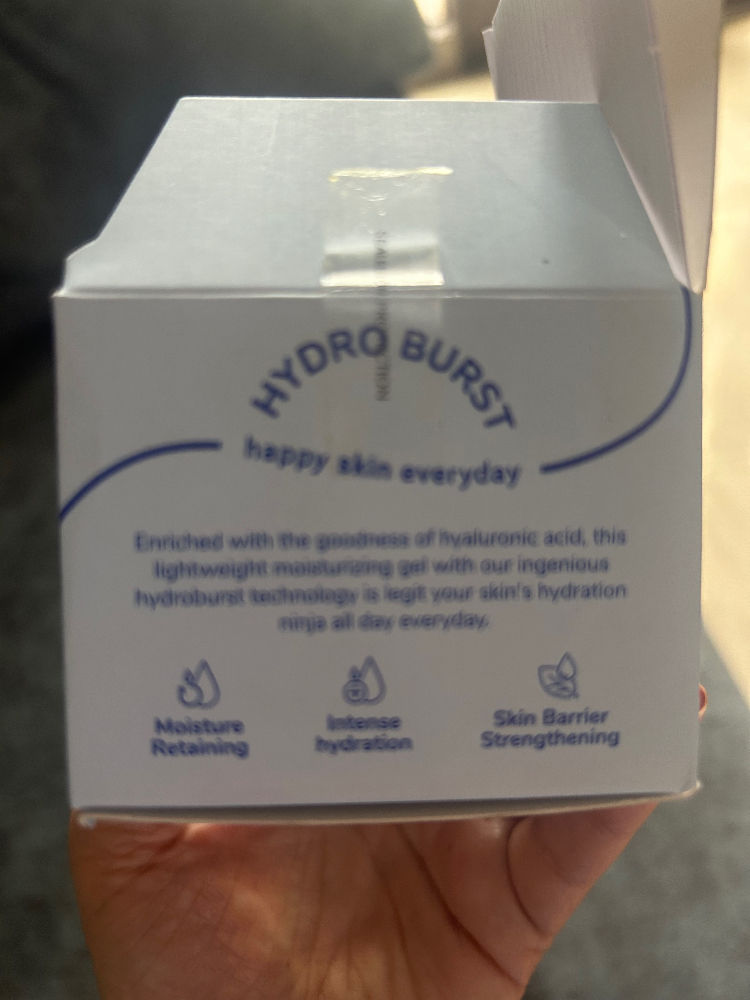 HYDRO BURST
happy skin everyday
Enriched with the goodness of hyaluronic acid, this
lightweight moisturizing gel with our ingenious
hydroburst technology is legit your skin's hydration
ninja all day everyday.
Moisture
Retaining
Intense
hydration
Skin Barrier
Strengthening